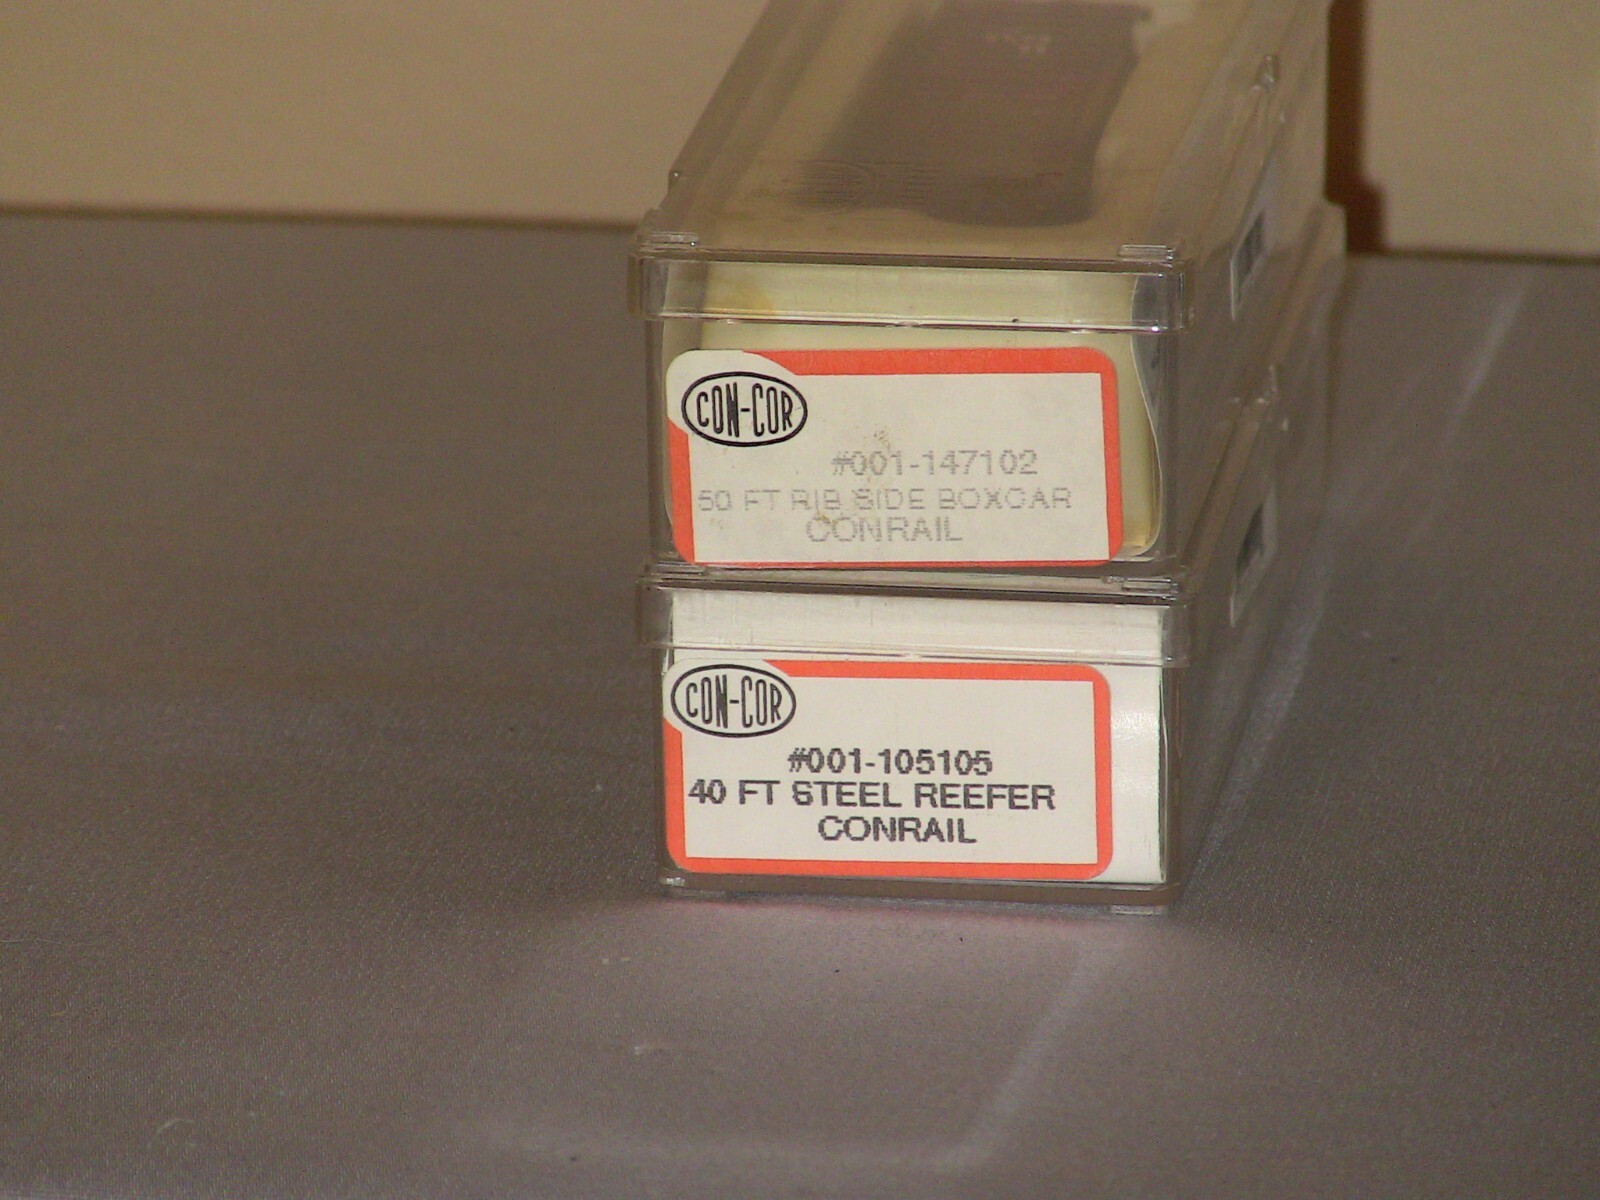 CON-COR
#001-147102
50 FT RIB SIDE BOXCAR
CONRAIL
CON-COR
#001-105105
40 FT STEEL REEFER
CONRAIL